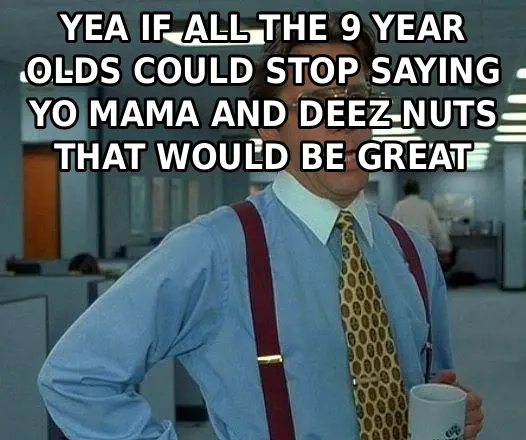 YEA IF ALL THE 9 YEAR
OLDS COULD STOP SAYING
YO MAMA AND DEEZ NUTS
THAT WOULD BE GREAT